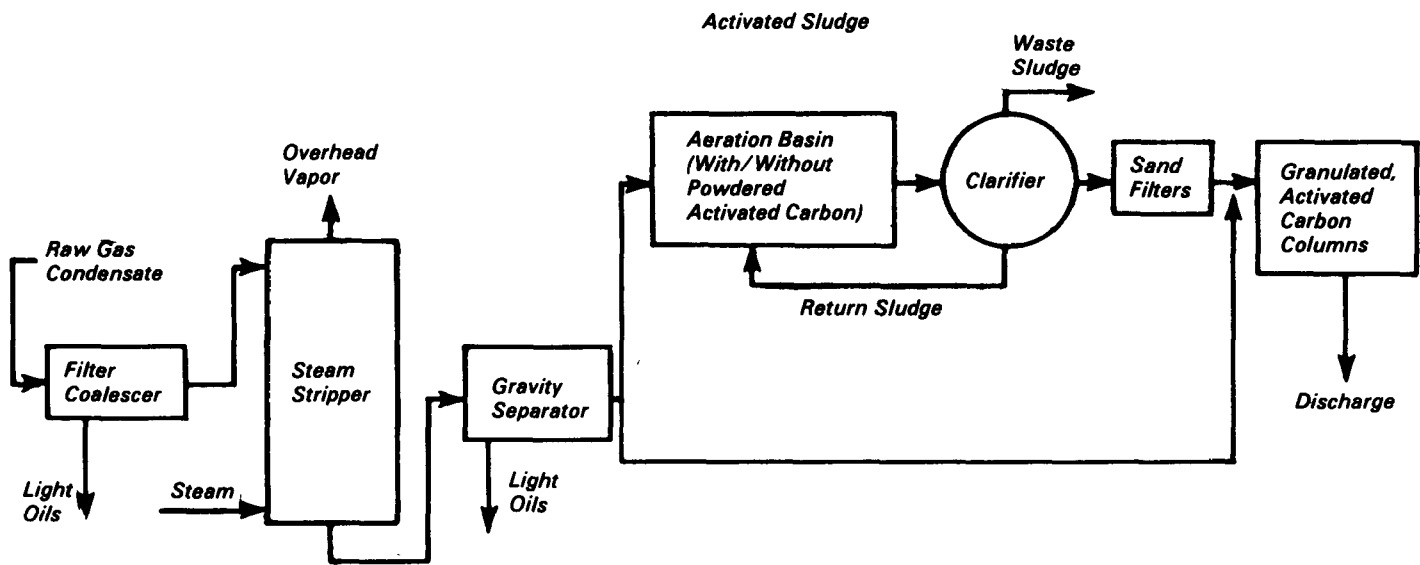 Activated Sludge
Waste
Sludge
Overhead
Vapor
Aeration Basin
(With/Without
Powdered
Activated Carbon)
Clarifier
Sand
Filters
Granulated,
Activated
Carbon
Columns
Raw Gas
Condensate
Return Sludge
Filter
Coalescer
Steam
Stripper
Gravity
Separator
Discharge
Light
Oils
Steam
Light
Oils